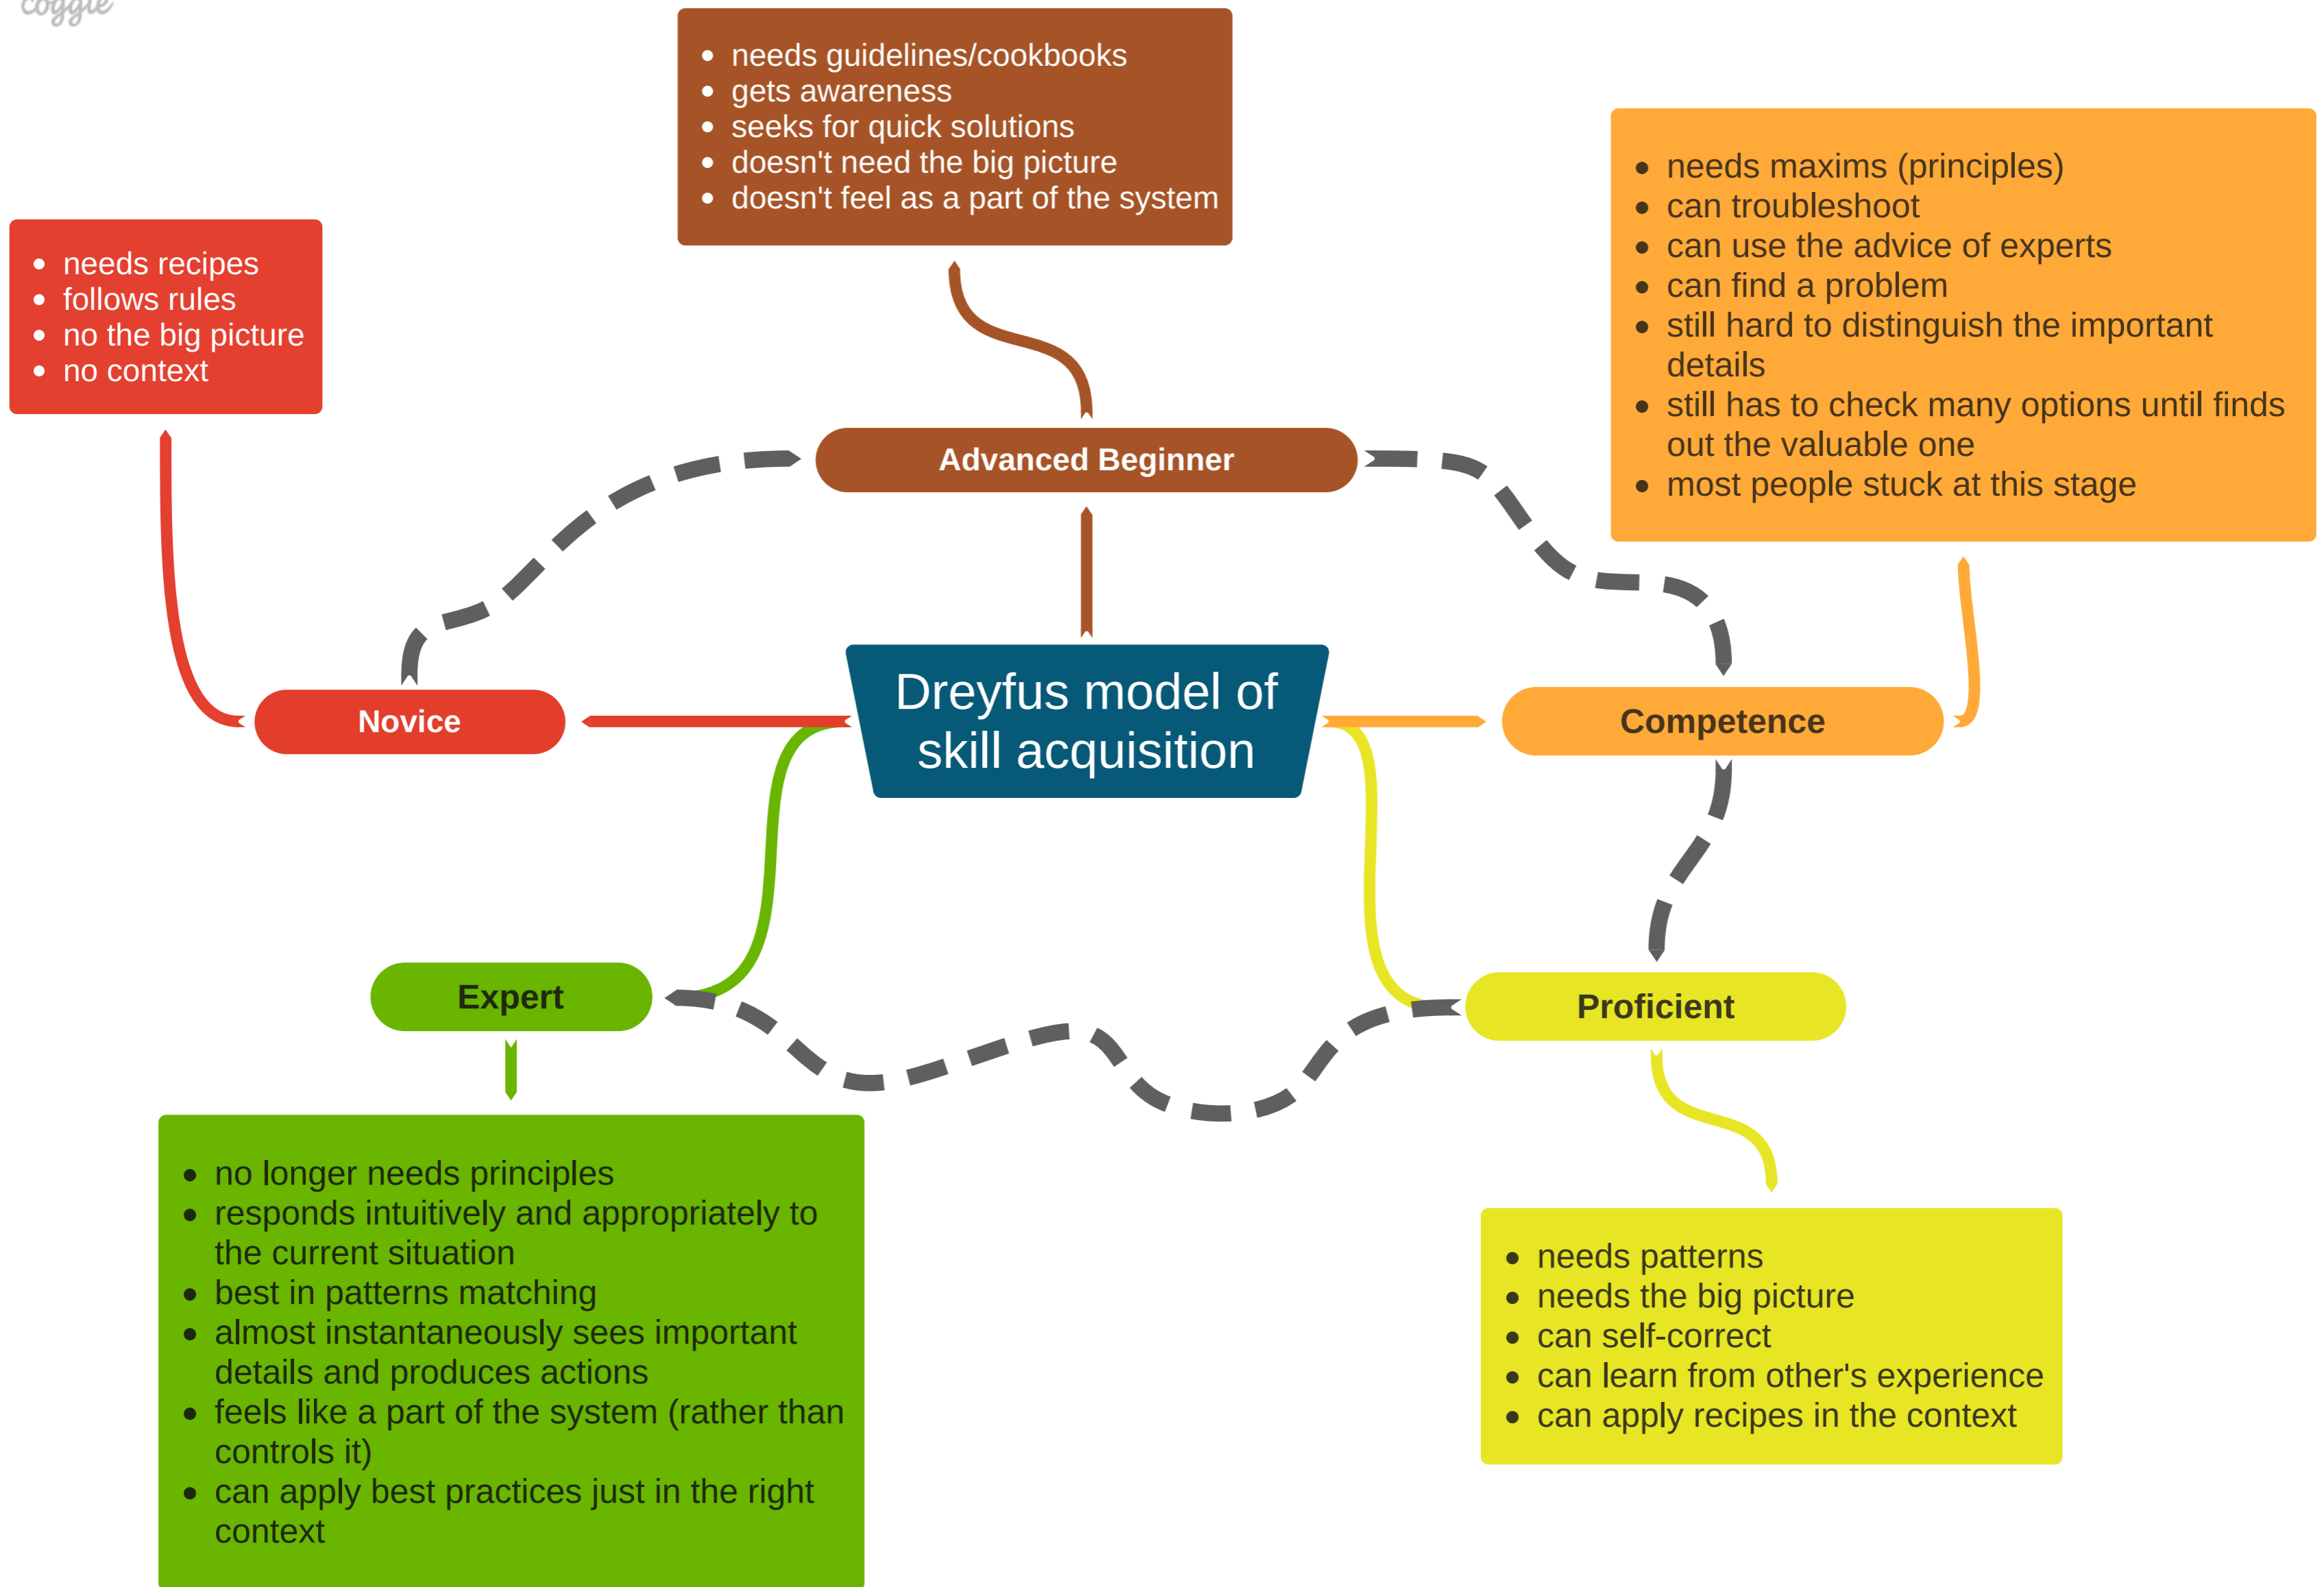 coggle
needs guidelines/cookbooks
gets awareness
seeks for quick solutions
doesn't need the big picture
doesn't feel as a part of the system
needs maxims (principles)
can troubleshoot
can use the advice of experts
can find a problem
still hard to distinguish the important
details
still has to check many options until finds
out the valuable one
most people stuck at this stage
needs recipes
follows rules
no the big picture
no context
Advanced Beginner
Novice
Dreyfus model of
skill acquisition
Competence
Expert
Proficient
no longer needs principles
responds intuitively and appropriately to
the current situation
best in patterns matching
almost instantaneously sees important
details and produces actions
feels like a part of the system (rather than
controls it)
can apply best practices just in the right
context
needs patterns
needs the big picture
can self-correct
can learn from other's experience
can apply recipes in the context